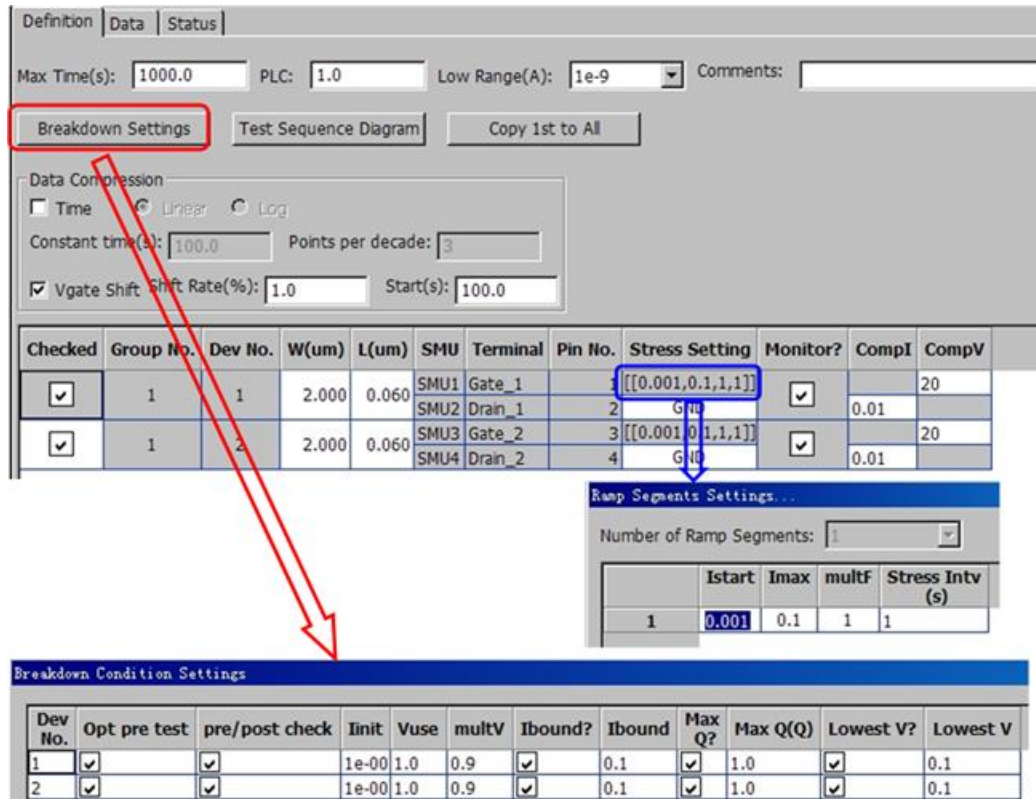 Definition Data Status
Max Time(s): 1000.0 PLC: 1.0 Low Range(A): 1e-9 Comments:
Breakdown Settings Test Sequence Diagram Copy 1st to All
Data Compression
Time Linear Log
Constant time(s): 100.0 Points per decade: 3
Vgate Shift Shift Rate(%): 1.0 Start(s): 100.0
Checked Group No. Dev No. W(um) L(um) SMU Terminal Pin No. Stress Setting Monitor? CompI CompV
1 1 2.000 0.060 SMU1 Gate_1 1 [[0.001,0.1,1,1]] 20
SMU2 Drain_1 2 GND 0.01
1 2 2.000 0.060 SMU3 Gate_2 3 [[0.001,0.1,1,1]] 20
SMU4 Drain_2 4 GND 0.01
Ramp Segments Settings...
Number of Ramp Segments: 1
Istart Imax multF Stress Intv
(s)
1 0.001 0.1 1 1
Breakdown Condition Settings
Dev No. Opt pre test pre/post check Iinit Vuse multV Ibound? Ibound Max Q? Max Q(Q) Lowest V? Lowest V
1 1e-00 1.0 0.9 0.1 1.0 0.1
2 1e-00 1.0 0.9 0.1 1.0 0.1